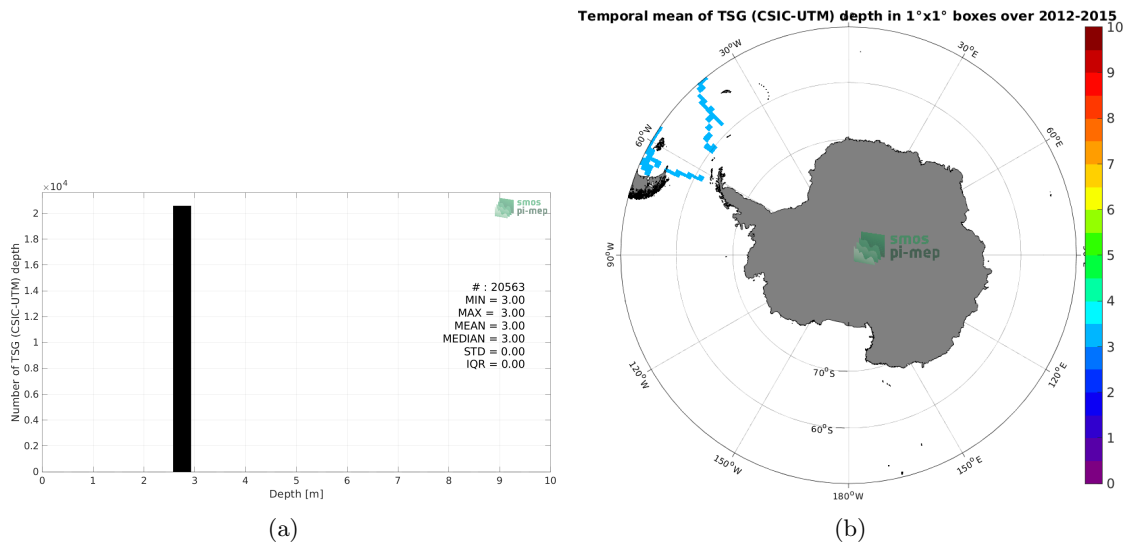 ×10⁴
2
1.8
1.6
1.4
1.2
1
0.8
0.6
0.4
0.2
0
Number of TSG (CSIC-UTM) depth
smos
pi-mep
# : 20563
MIN = 3.00
MAX = 3.00
MEAN = 3.00
MEDIAN = 3.00
STD = 0.00
IQR = 0.00
0 1 2 3 4 5 6 7 8 9 10
Depth [m]
(a)
Temporal mean of TSG (CSIC-UTM) depth in 1°x1° boxes over 2012-2015
0°
30°W
30°E
60°W
60°E
90°W
120°W
120°E
150°W
150°E
180°W
70°S
60°S
smos
pi-mep
10
9
8
7
6
5
4
3
2
1
0
(b)